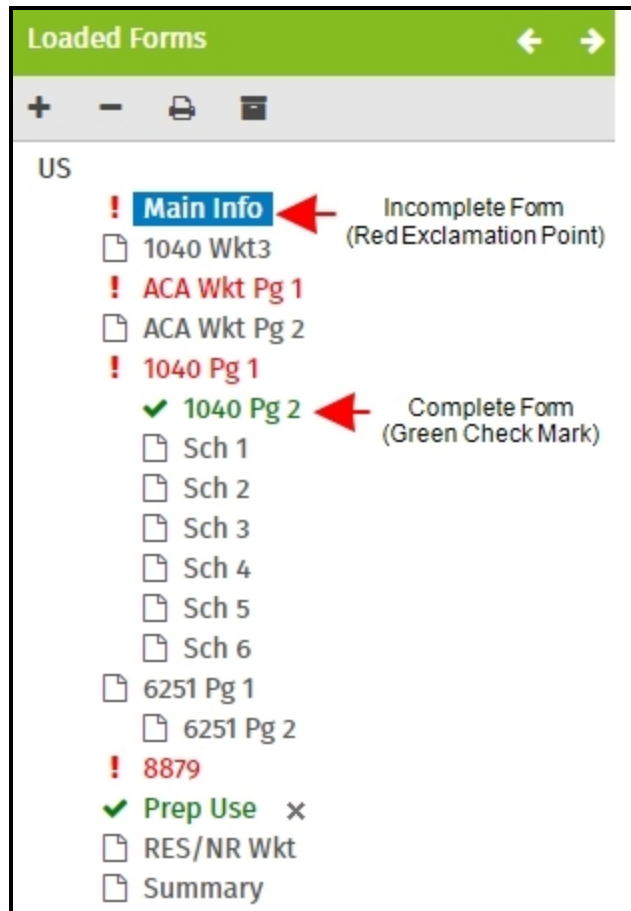 Loaded Forms
US
! Main Info
Incomplete Form
(Red Exclamation Point)
1040 Wkt3
! ACA Wkt Pg 1
ACA Wkt Pg 2
! 1040 Pg 1
1040 Pg 2
Complete Form
(Green Check Mark)
Sch 1
Sch 2
Sch 3
Sch 4
Sch 5
Sch 6
6251 Pg 1
6251 Pg 2
! 8879
Prep Use
RES/NR Wkt
Summary